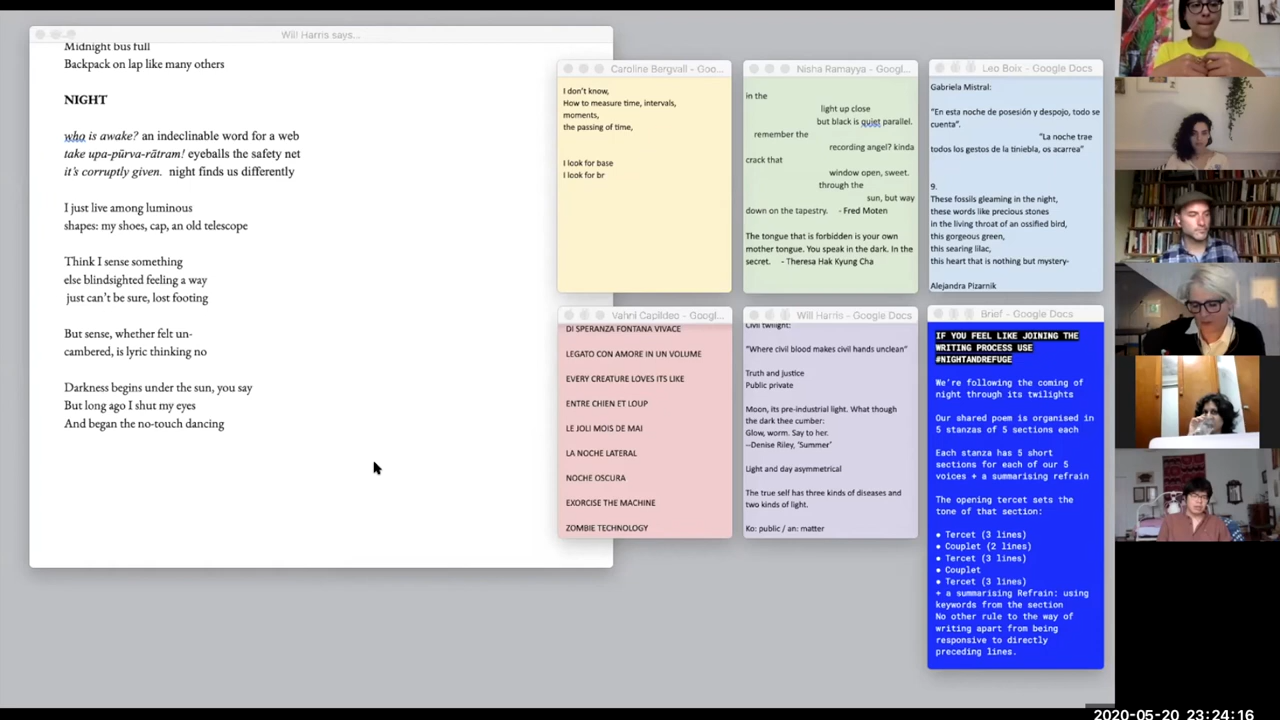 Will Harris says...
Midnight bus full
Backpack on lap like many others
NIGHT
who is awake? an indeclinable word for a web
take upa-pūrva-rātram! eyeballs the safety net
it's corruptly given. night finds us differently
I just live among luminous
shapes: my shoes, cap, an old telescope
Think I sense something
else blindsighted feeling a way
just can't be sure, lost footing
But sense, whether felt un-
cambered, is lyric thinking no
Darkness begins under the sun, you say
But long ago I shut my eyes
And began the no-touch dancing
Caroline Bergvall - Goo...
I don't know,
How to measure time, intervals,
moments,
the passing of time,
I look for base
I look for br
Nisha Ramayya - Googl...
in the
light up close
but black is quiet parallel.
remember the
recording angel? kinda
crack that
window open, sweet.
through the
sun, but way
down on the tapestry. - Fred Moten
The tongue that is forbidden is your own
mother tongue. You speak in the dark. In the
secret. - Theresa Hak Kyung Cha
Leo Boix - Google Docs
Gabriela Mistral:
"En esta noche de posesión y despojo, todo se
cuenta".
"La noche trae
todos los gestos de la tiniebla, os acarrea"
9.
These fossils gleaming in the night,
these words like precious stones
in the living throat of an ossified bird,
this gorgeous green,
this searing lilac,
this heart that is nothing but mystery-
Alejandra Pizarnik
Vahni Capildeo - Googl...
DI SPERANZA FONTANA VIVACE
LEGATO CON AMORE IN UN VOLUME
EVERY CREATURE LOVES ITS LIKE
ENTRE CHIEN ET LOUP
LE JOLI MOIS DE MAI
LA NOCHE LATERAL
NOCHE OSCURA
EXORCISE THE MACHINE
ZOMBIE TECHNOLOGY
Will Harris - Google Docs
Civil twilight:
"Where civil blood makes civil hands unclean"
Truth and justice
Public private
Moon, its pre-industrial light. What though
the dark thee cumber:
Glow, worm. Say to her.
--Denise Riley, 'Summer'
Light and day asymmetrical
The true self has three kinds of diseases and
two kinds of light.
Ko: public / an: matter
Brief - Google Docs
IF YOU FEEL LIKE JOINING THE
WRITING PROCESS USE
#NIGHTANDREFUGE
We're following the coming of
night through its twilights
Our shared poem is organised in
5 stanzas of 5 sections each
Each stanza has 5 short
sections for each of our 5
voices + a summarising refrain
The opening tercet sets the
tone of that section:
● Tercet (3 lines)
● Couplet (2 lines)
● Tercet (3 lines)
● Couplet
● Tercet (3 lines)
+ a summarising Refrain: using
keywords from the section
No other rule to the way of
writing apart from being
responsive to directly
preceding lines.
2020-05-20 23:24:16